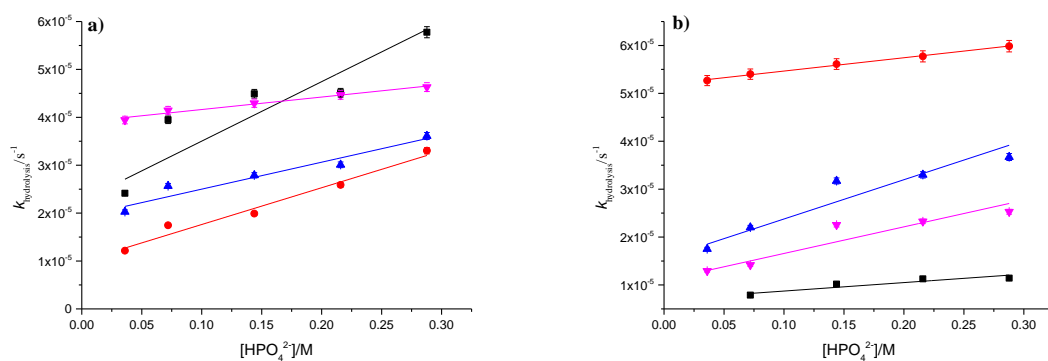 a)
6x10⁻⁵
5x10⁻⁵
4x10⁻⁵
3x10⁻⁵
2x10⁻⁵
1x10⁻⁵
0
k_hydrolysis/s⁻¹
0.00 0.05 0.10 0.15 0.20 0.25 0.30
[HPO₄²⁻]/M
b)
6x10⁻⁵
5x10⁻⁵
4x10⁻⁵
3x10⁻⁵
2x10⁻⁵
1x10⁻⁵
k_hydrolysis/s⁻¹
0.00 0.05 0.10 0.15 0.20 0.25 0.30
[HPO₄²⁻]/M